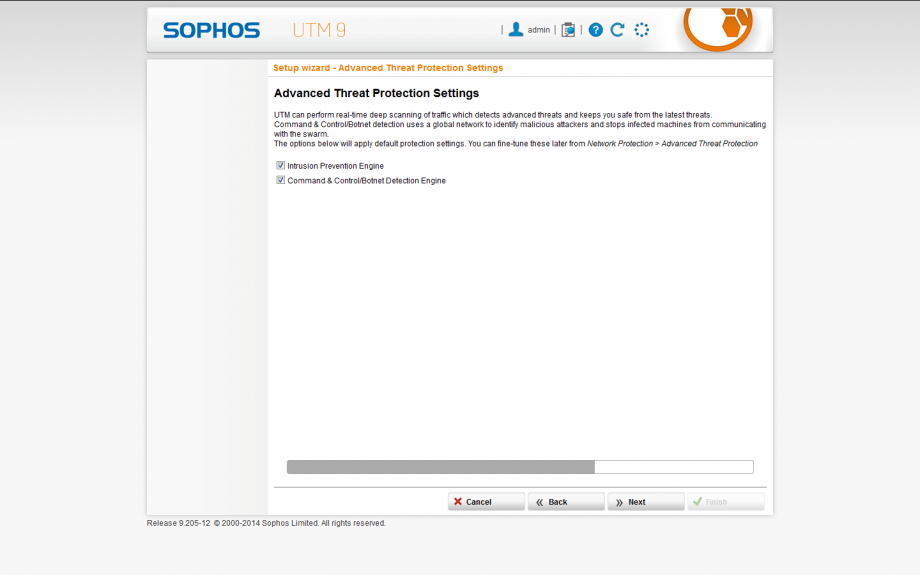 SOPHOS UTM 9 | admin | | ?
Setup wizard - Advanced Threat Protection Settings
Advanced Threat Protection Settings
UTM can perform real-time deep scanning of traffic which detects advanced threats and keeps you safe from the latest threats.
Command & Control/Botnet detection uses a global network to identify malicious attackers and stops infected machines from communicating
with the swarm.
The options below will apply default protection settings. You can fine-tune these later from Network Protection > Advanced Threat Protection
Intrusion Prevention Engine
Command & Control/Botnet Detection Engine
Cancel Back Next Finish
Release 9.205-12 © 2000-2014 Sophos Limited. All rights reserved.